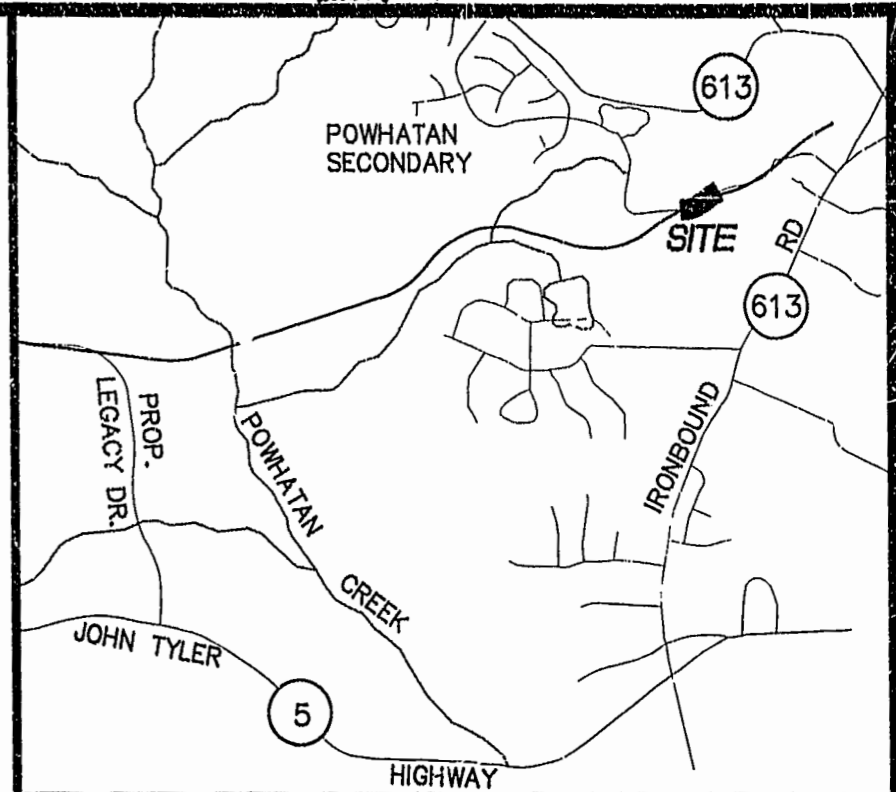 613
POWHATAN
SECONDARY
SITE
RD
613
PROP.
LEGACY DR.
POWHATAN
CREEK
IRONBOUND
JOHN TYLER
5
HIGHWAY